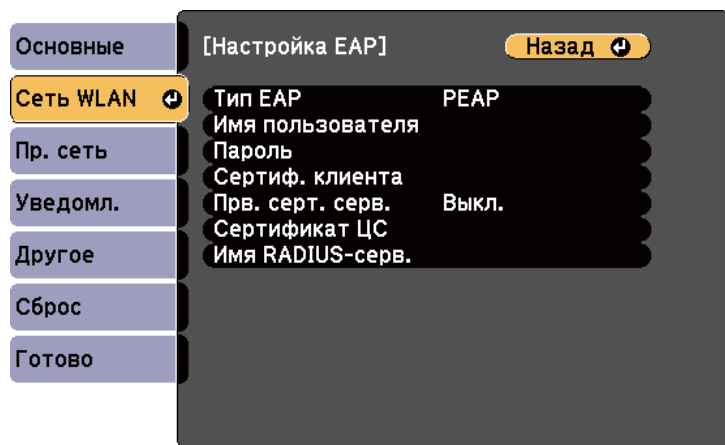 Основные
Сеть WLAN
Пр. сеть
Уведомл.
Другое
Сброс
Готово
[Настройка EAP]
Назад
Тип EAP PEAP
Имя пользователя
Пароль
Сертиф. клиента
Прв. серт. серв. Выкл.
Сертификат ЦС
Имя RADIUS-серв.